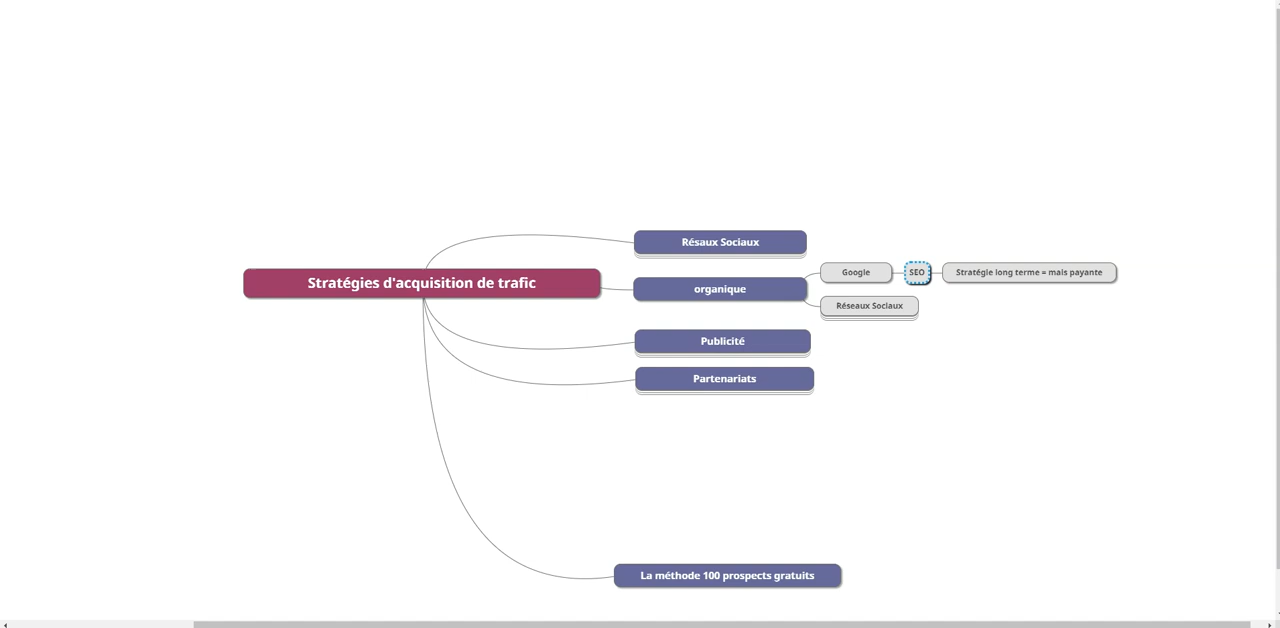 Stratégies d'acquisition de trafic
Résaux Sociaux
organique
Google
SEO
Stratégie long terme = mais payante
Réseaux Sociaux
Publicité
Partenariats
La méthode 100 prospects gratuits